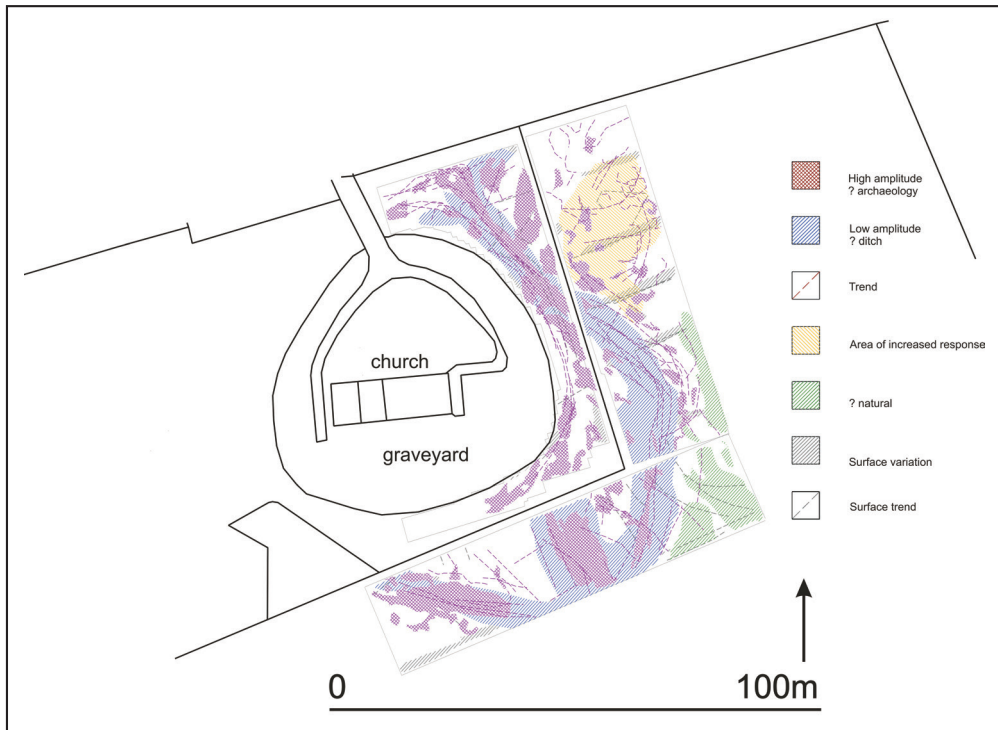 church
graveyard
High amplitude
? archaeology
Low amplitude
? ditch
Trend
Area of increased response
? natural
Surface variation
Surface trend
0 100m